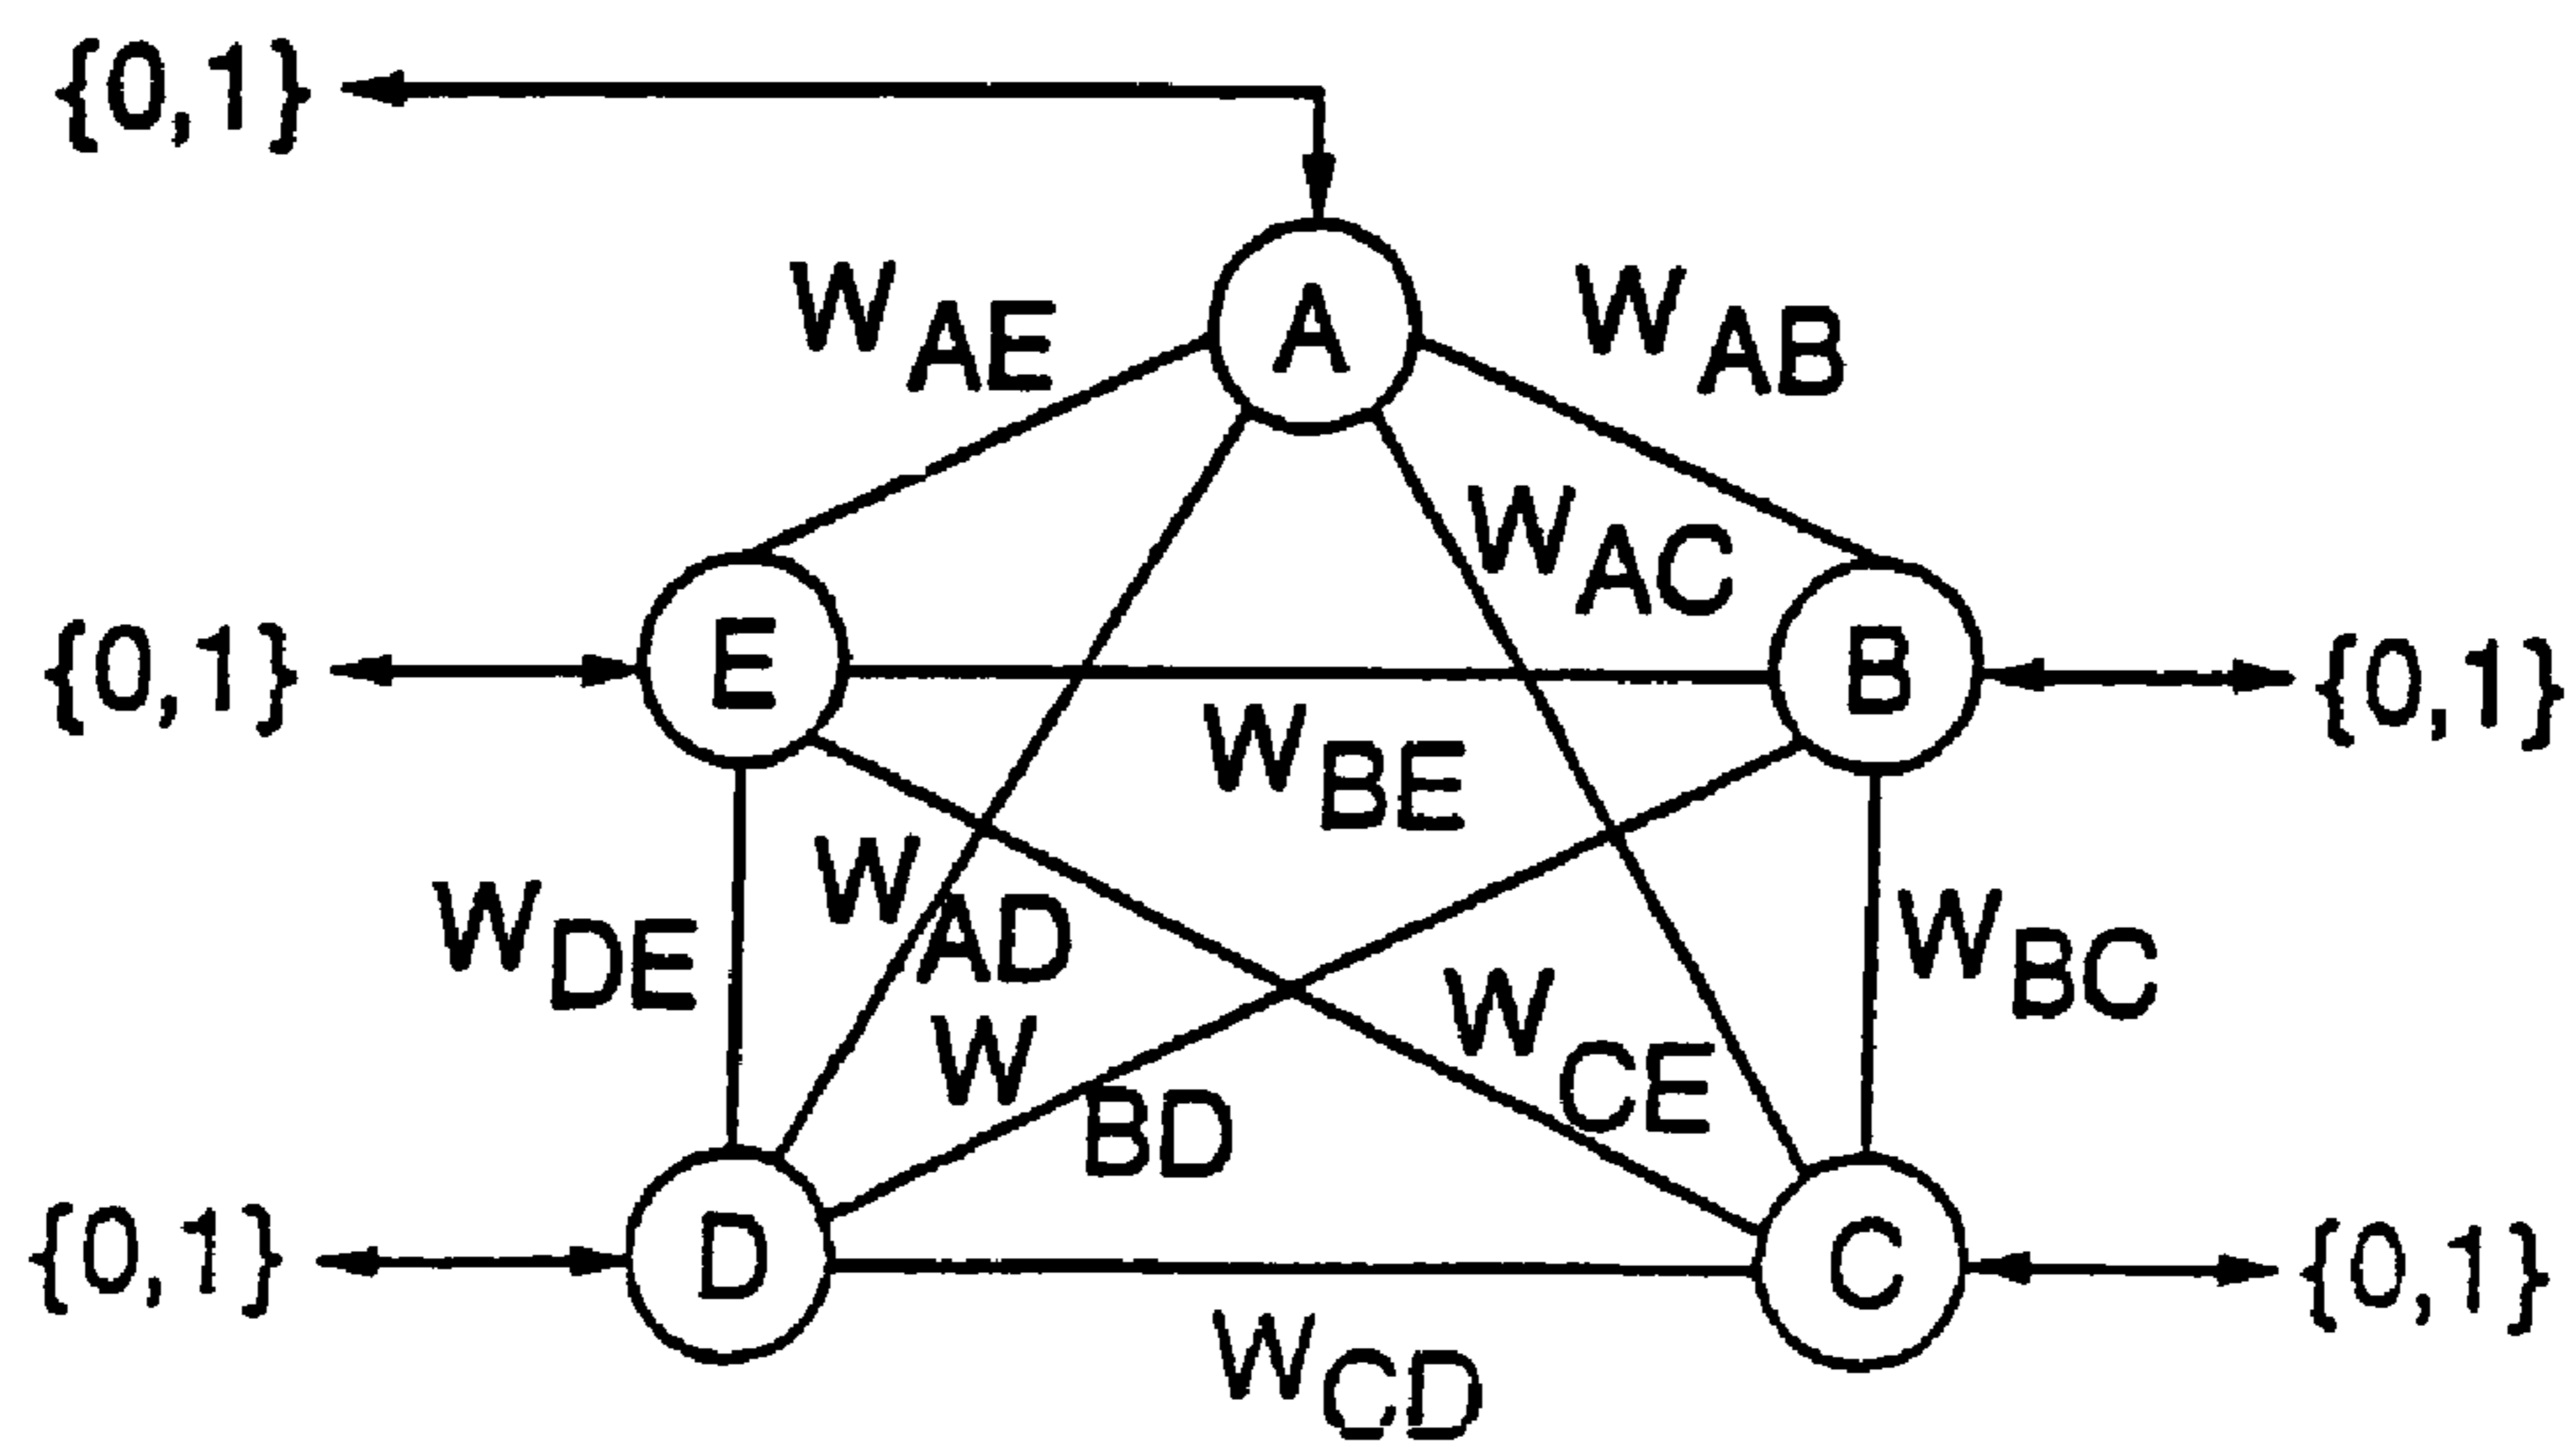 {0,1}
W AE
A
W AB
W AC
{0,1}
E
B
{0,1}
W BE
W DE
W AD
W BC
W BD
W CE
{0,1}
D
C
{0,1}
W CD